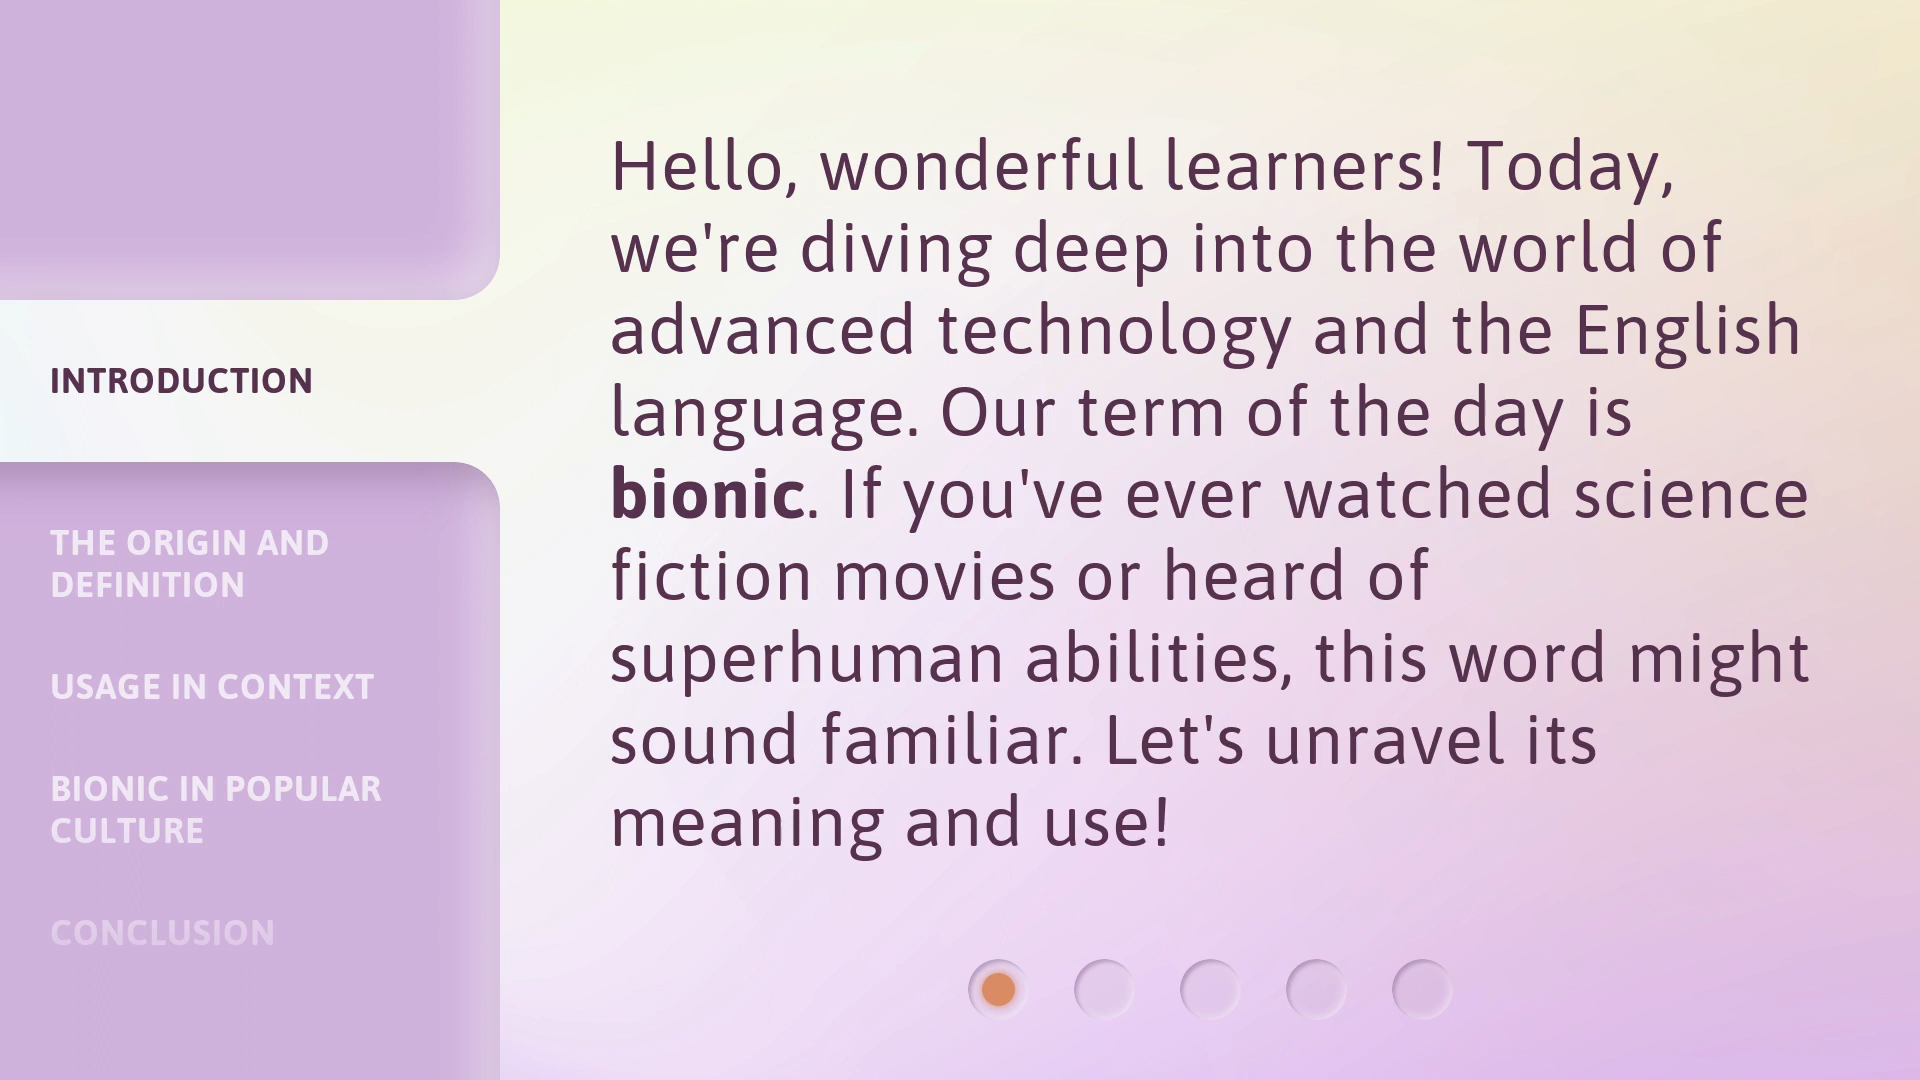 INTRODUCTION
THE ORIGIN AND
DEFINITION
USAGE IN CONTEXT
BIONIC IN POPULAR
CULTURE
CONCLUSION
Hello, wonderful learners! Today,
we're diving deep into the world of
advanced technology and the English
language. Our term of the day is
bionic. If you've ever watched science
fiction movies or heard of
superhuman abilities, this word might
sound familiar. Let's unravel its
meaning and use!